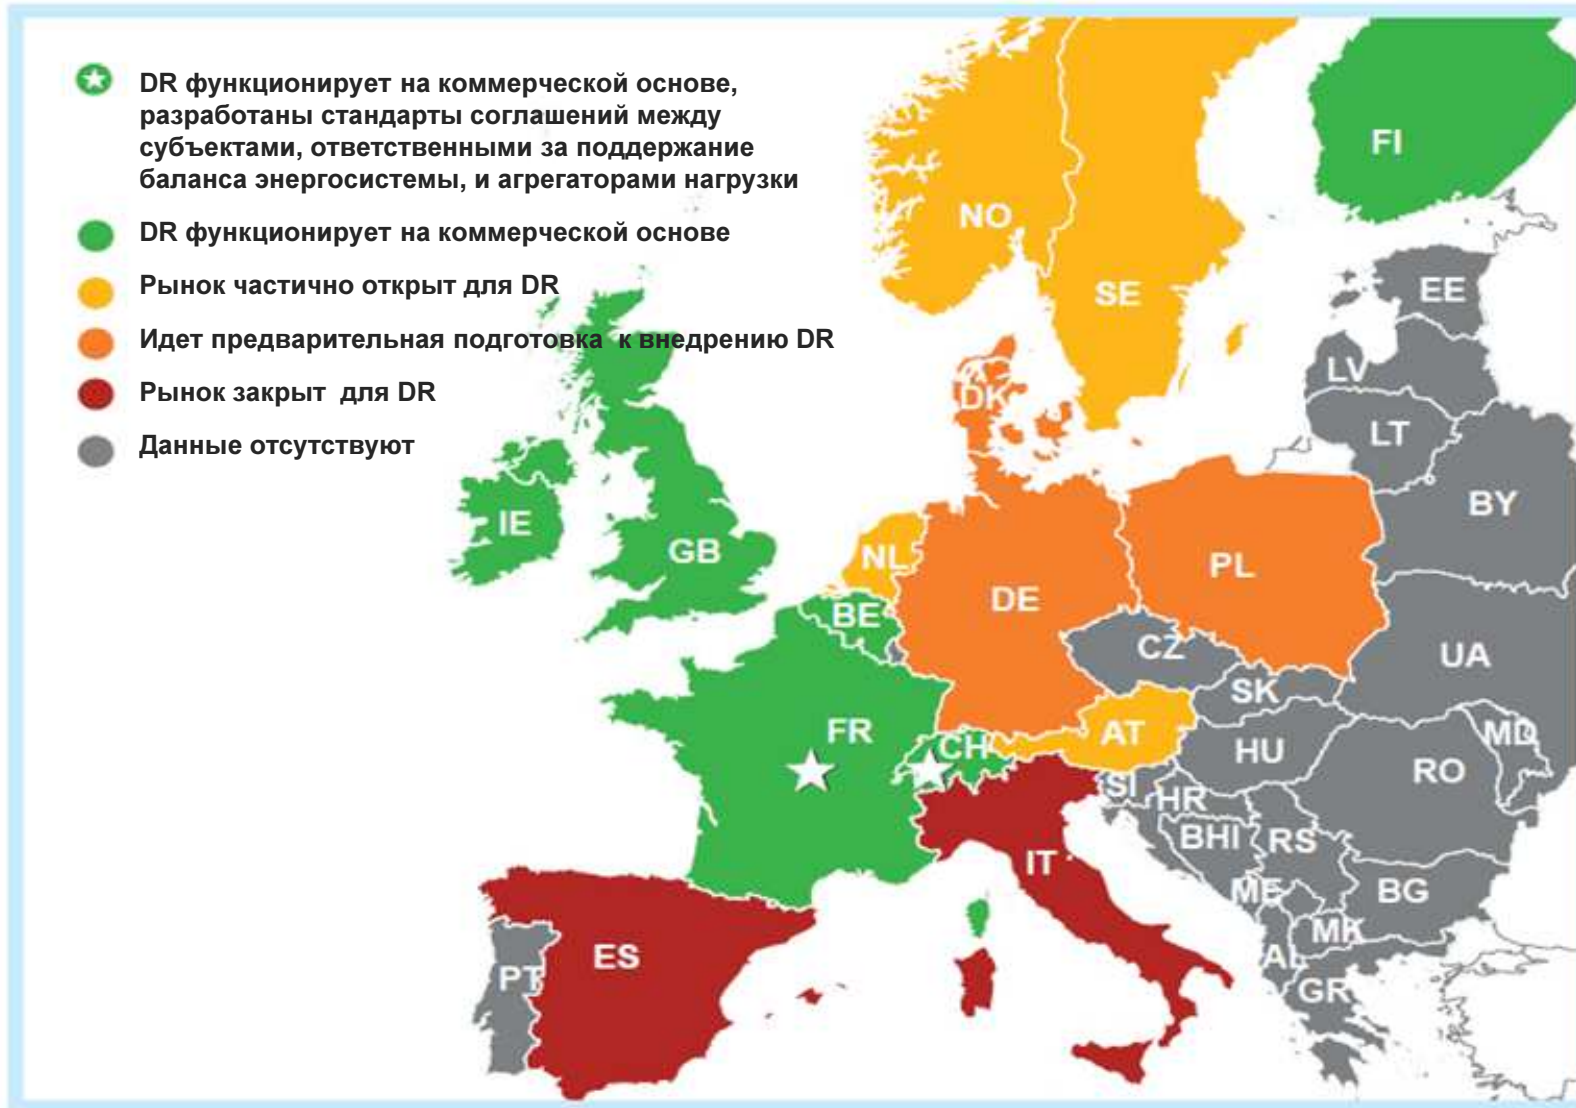 DR функционирует на коммерческой основе,
разработаны стандарты соглашений между
субъектами, ответственными за поддержание
баланса энергосистемы, и агрегаторами нагрузки
DR функционирует на коммерческой основе
Рынок частично открыт для DR
Идет предварительная подготовка к внедрению DR
Рынок закрыт для DR
Данные отсутствуют
FI
NO
SE
EE
LV
DK
LT
BY
IE
GB
NL
PL
DE
BE
CZ
UA
SK
FR
CH
AT
HU
MD
RO
SI
HR
BHI
RS
IT
ME
BG
MK
ES
AL
PT
GR